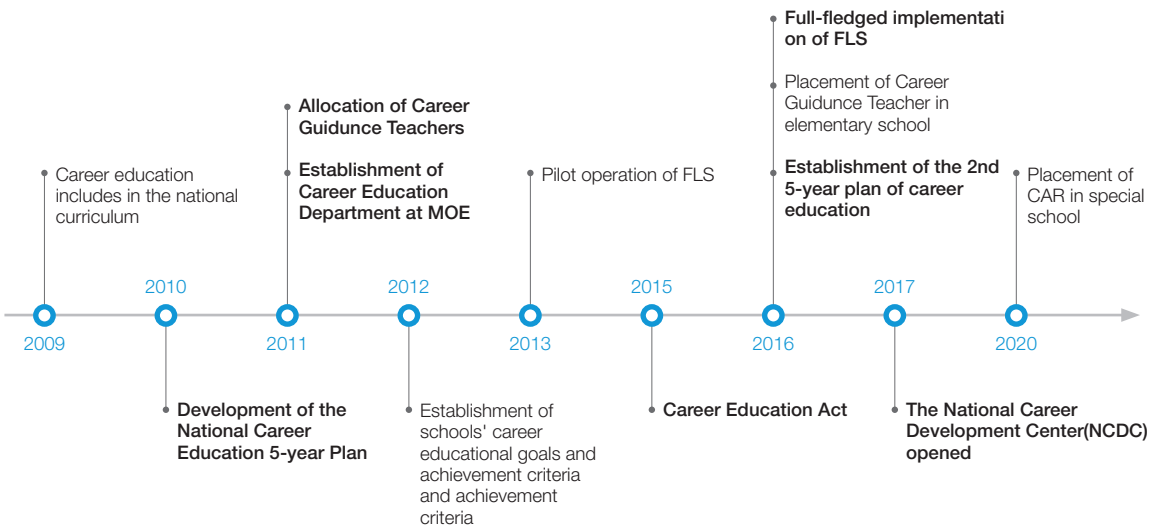 Full-fledged implementati
on of FLS
Placement of Career
Guidunce Teacher in
elementary school
Allocation of Career
Guidunce Teachers
Career education
includes in the national
curriculum
Establishment of
Career Education
Department at MOE
Pilot operation of FLS
Establishment of the 2nd
5-year plan of career
education
Placement of
CAR in special
school
2010
2012
2015
2017
2009
2011
2013
2016
2020
Development of the
National Career
Education 5-year Plan
Establishment of
schools' career
educational goals and
achievement criteria
and achievement
criteria
Career Education Act
The National Career
Development Center(NCDC)
opened